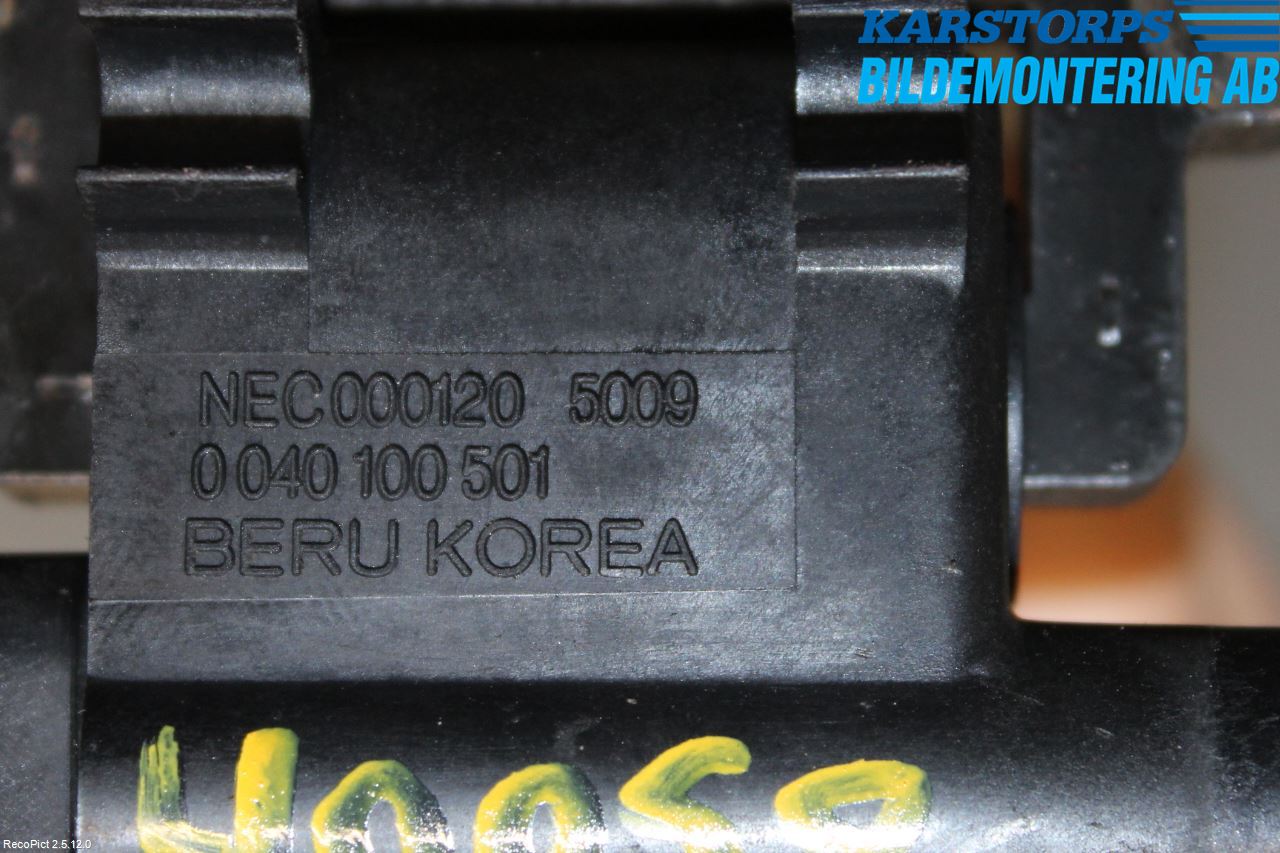 KARSTORPS
BILDEMONTERING AB
NEC000120 5009
0 040 100 501
BERU KOREA
RecoPict 2.5.12.0